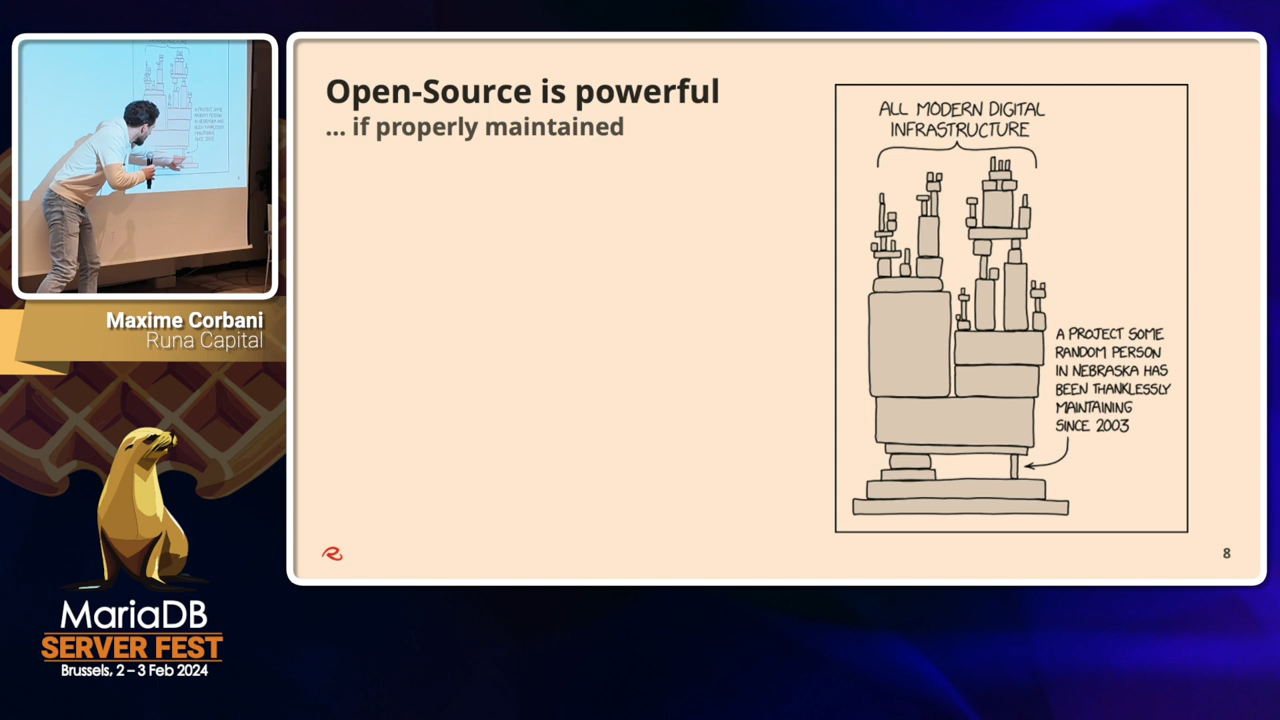 Maxime Corbani
Runa Capital
MariaDB
SERVER FEST
Brussels, 2 – 3 Feb 2024
Open-Source is powerful
... if properly maintained
ALL MODERN DIGITAL
INFRASTRUCTURE
A PROJECT SOME
RANDOM PERSON
IN NEBRASKA HAS
BEEN THANKLESSLY
MAINTAINING
SINCE 2003
8